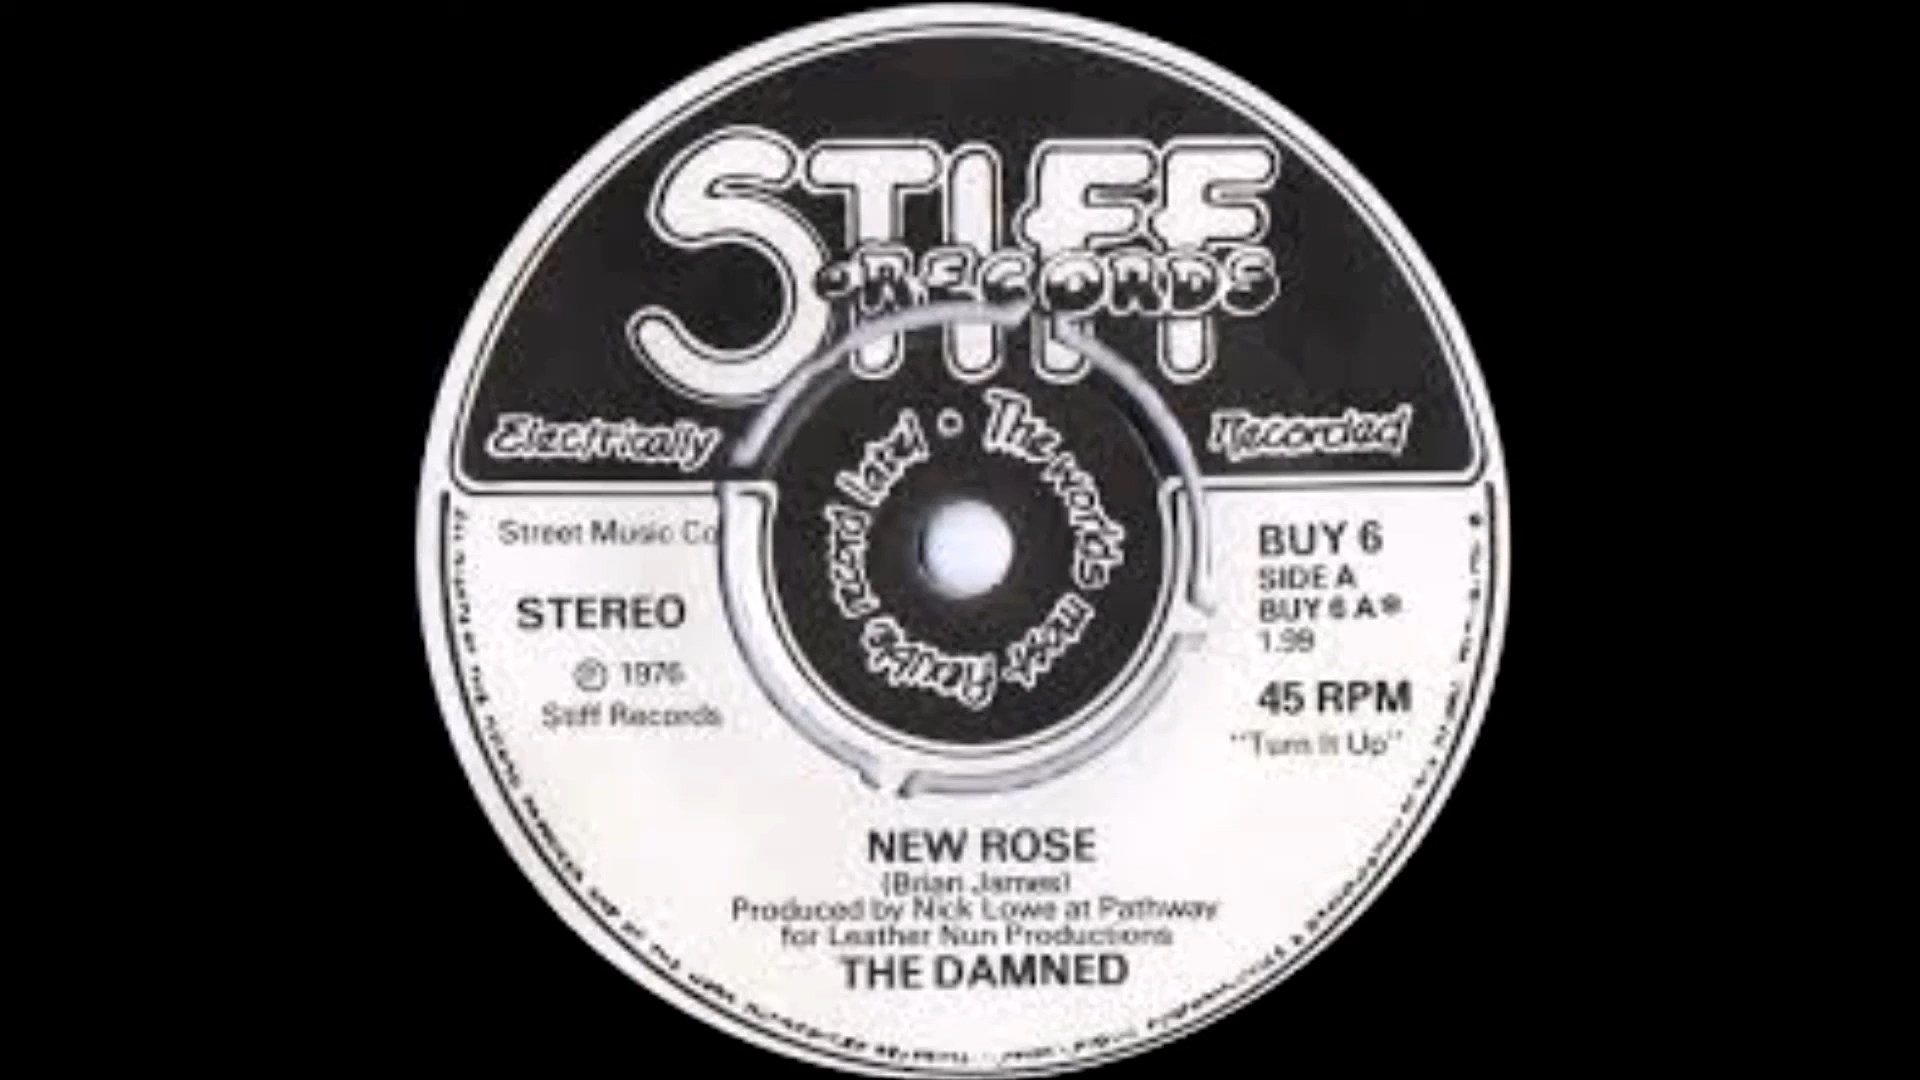 STIFF
RECORDS
Electrically
Recorded
The worlds most flexible record label
Street Music Co
STEREO
℗ 1976
Stiff Records
BUY 6
SIDE A
BUY 6 A
1.99
45 RPM
"Turn It Up"
NEW ROSE
(Brian James)
Produced by Nick Lowe at Pathway
for Leather Nun Productions
THE DAMNED